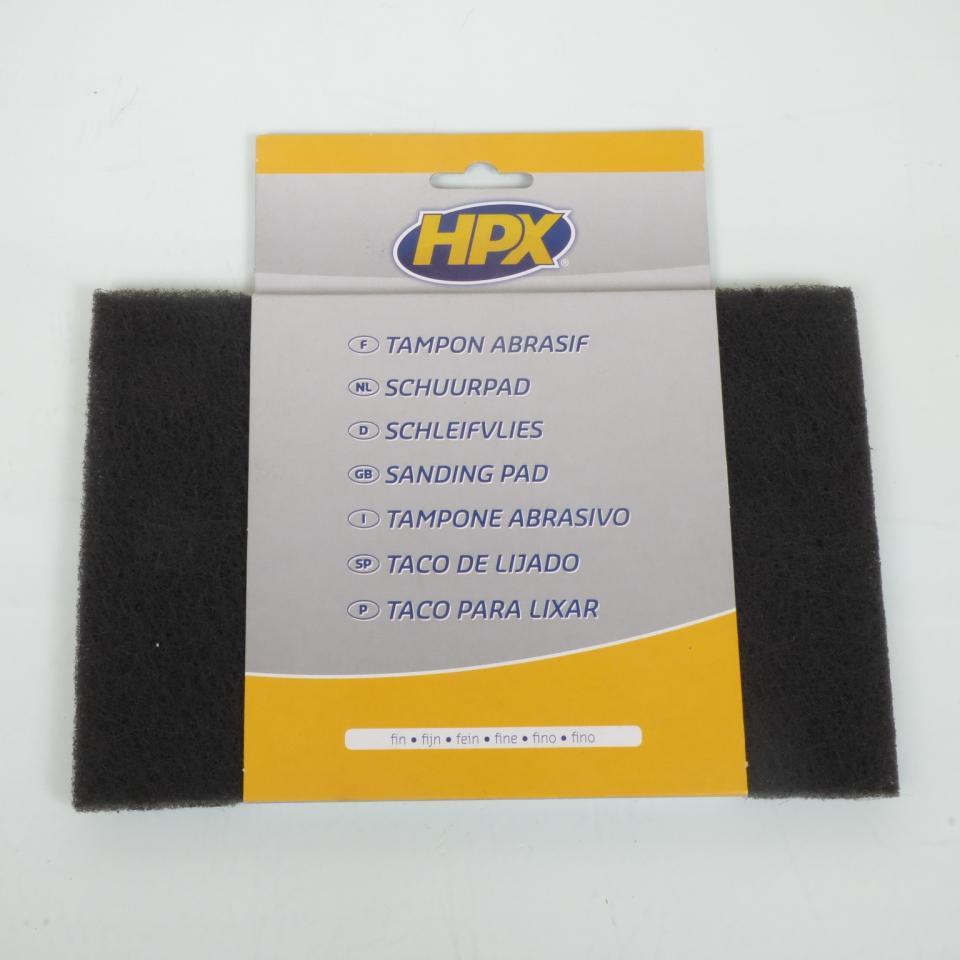 HPX®
F TAMPON ABRASIF
NL SCHUURPAD
D SCHLEIFVLIES
GB SANDING PAD
I TAMPONE ABRASIVO
SP TACO DE LIJADO
P TACO PARA LIXAR
fin • fijn • fein • fine • fino • fino